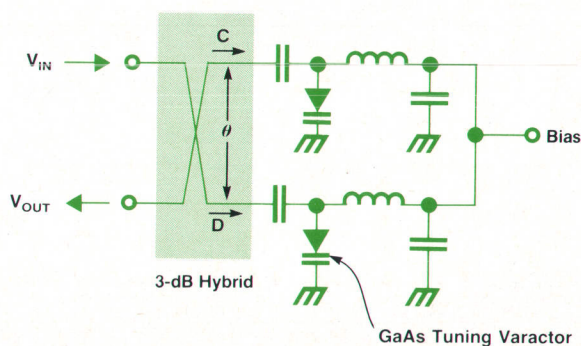 C
V_IN
θ
Bias
V_OUT
D
3-dB Hybrid
GaAs Tuning Varactor